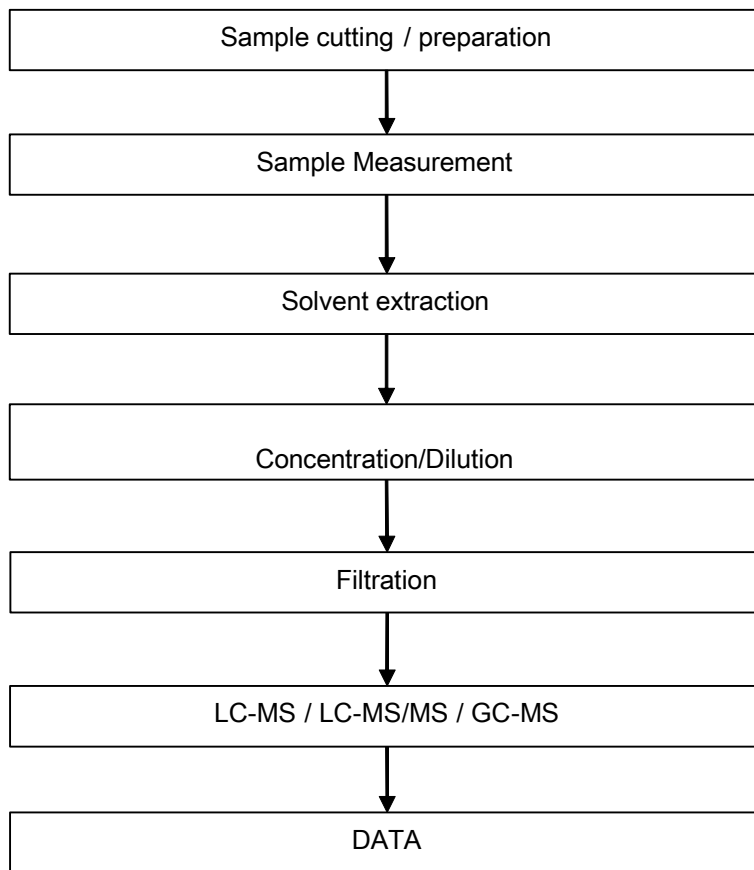 Sample cutting / preparation
Sample Measurement
Solvent extraction
Concentration/Dilution
Filtration
LC-MS / LC-MS/MS / GC-MS
DATA